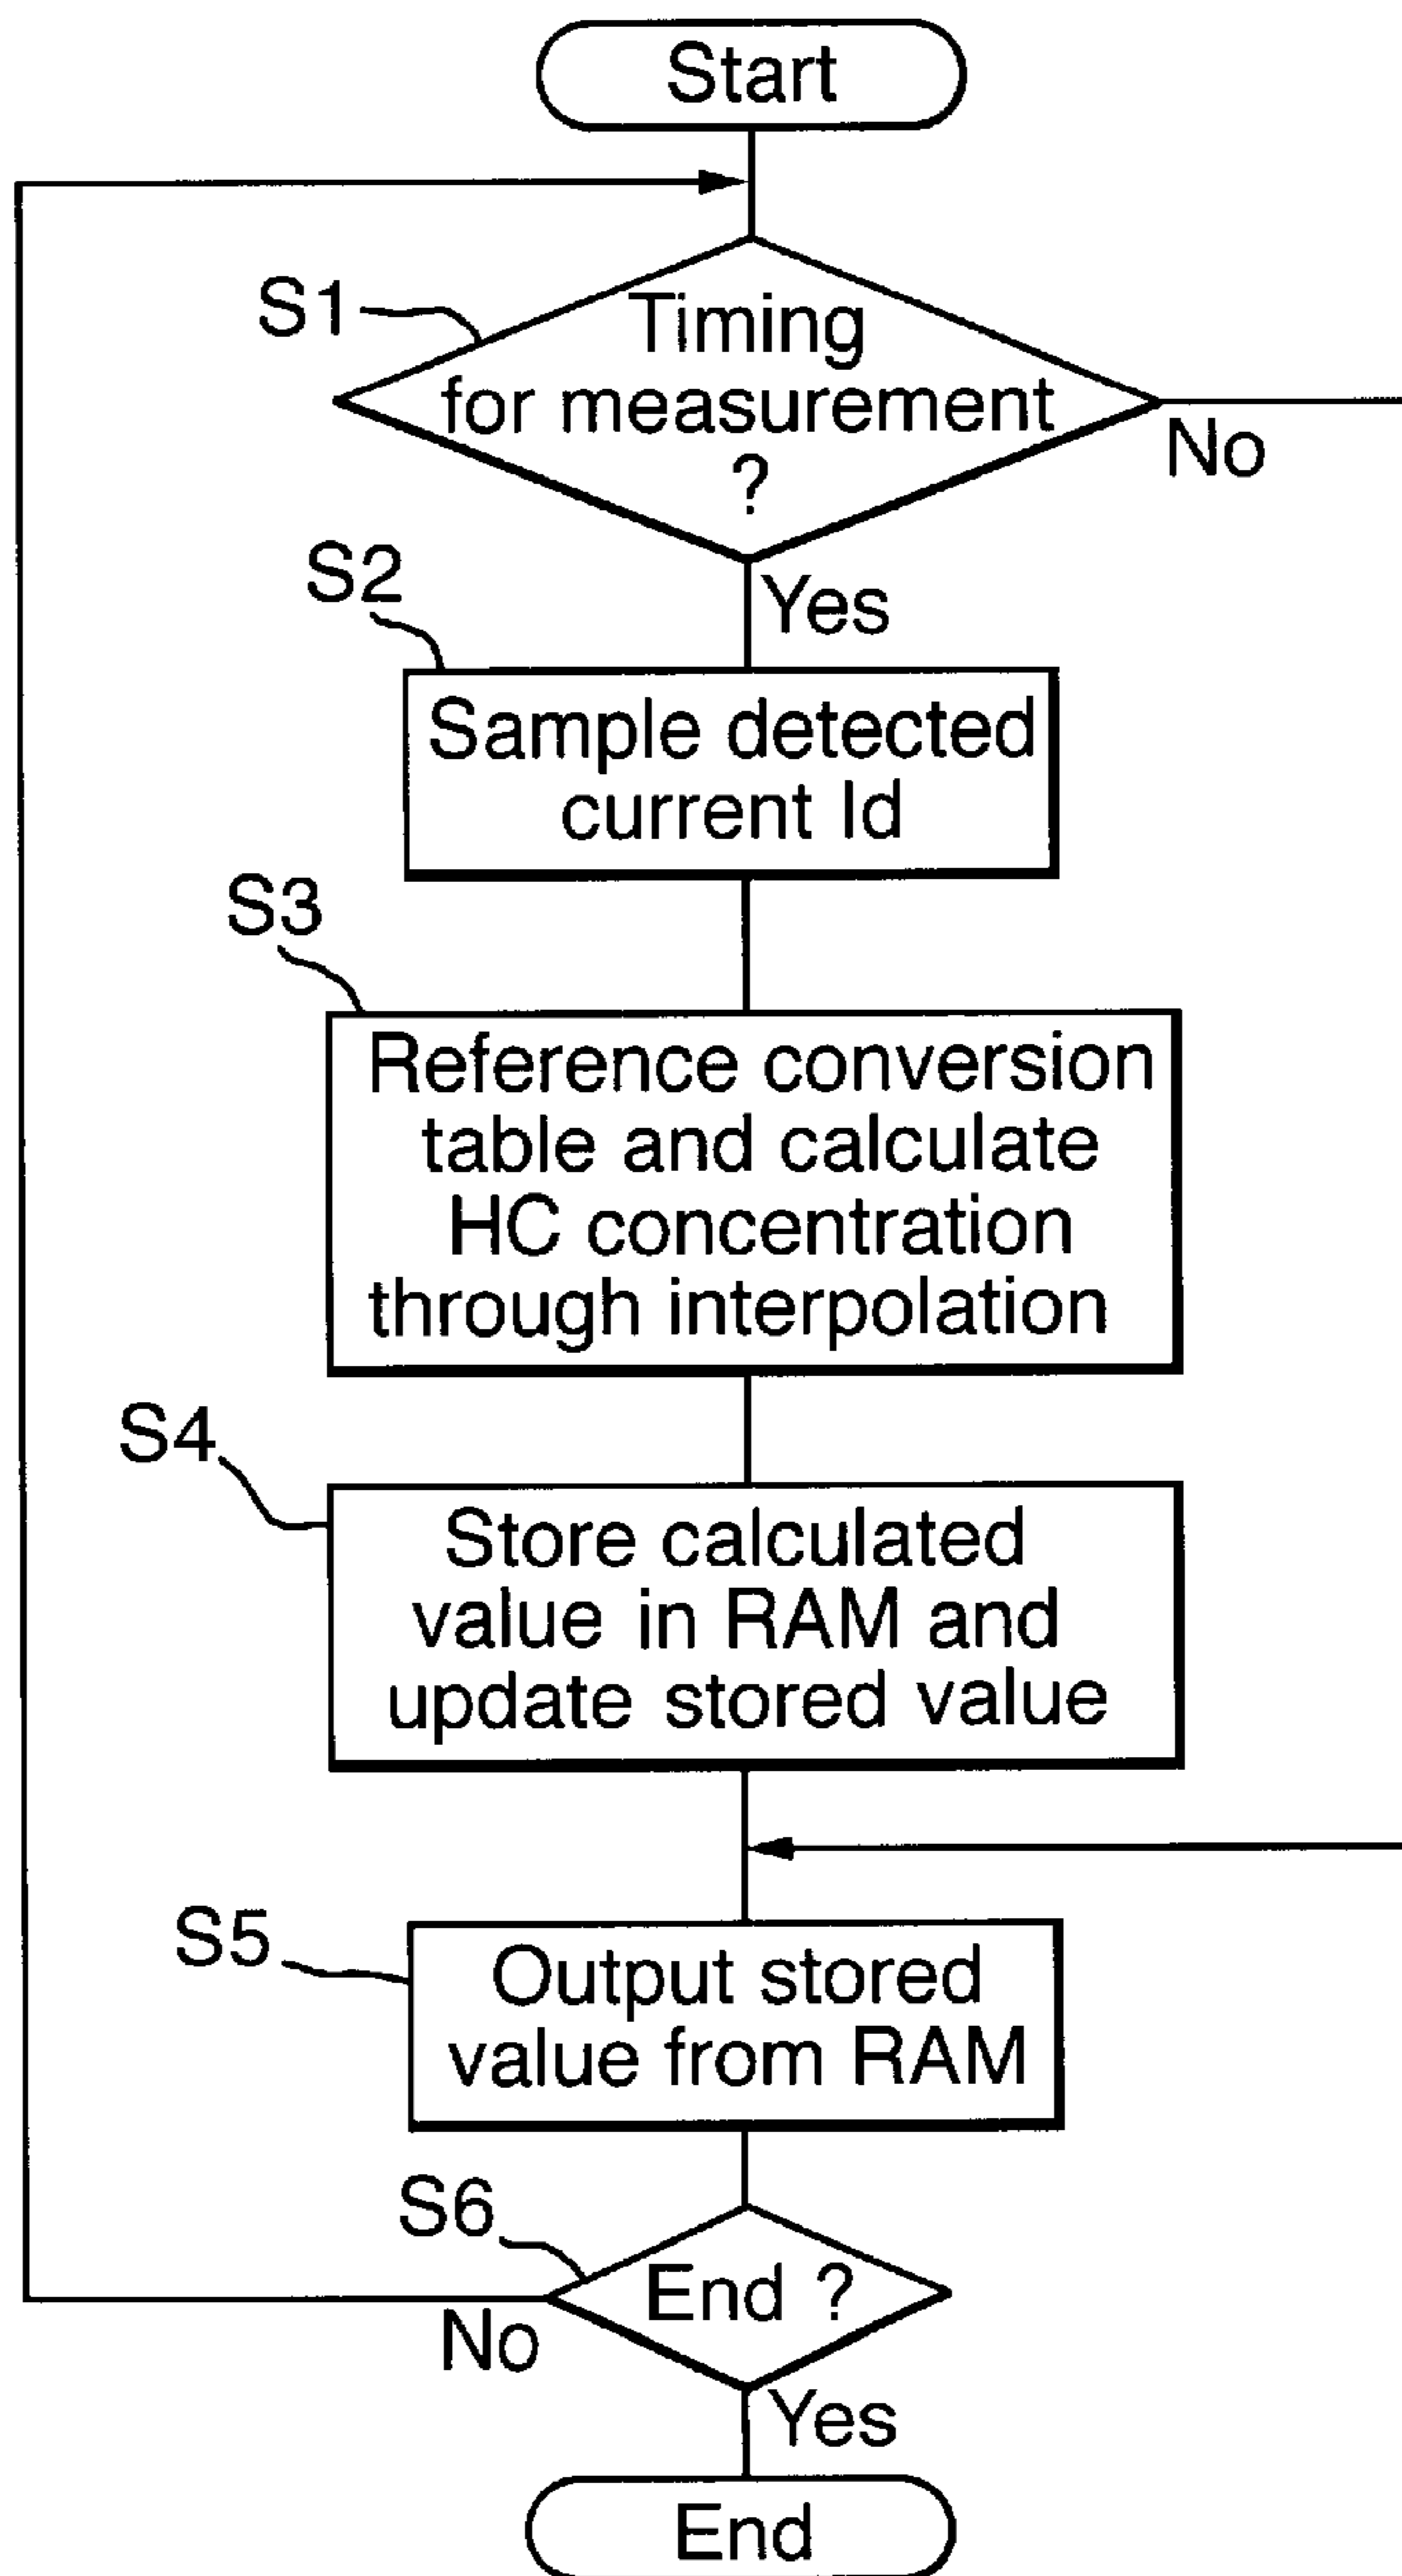 Start
S1
Timing
for measurement
?
No
Yes
S2
Sample detected
current Id
S3
Reference conversion
table and calculate
HC concentration
through interpolation
S4
Store calculated
value in RAM and
update stored value
S5
Output stored
value from RAM
S6
End ?
No
Yes
End